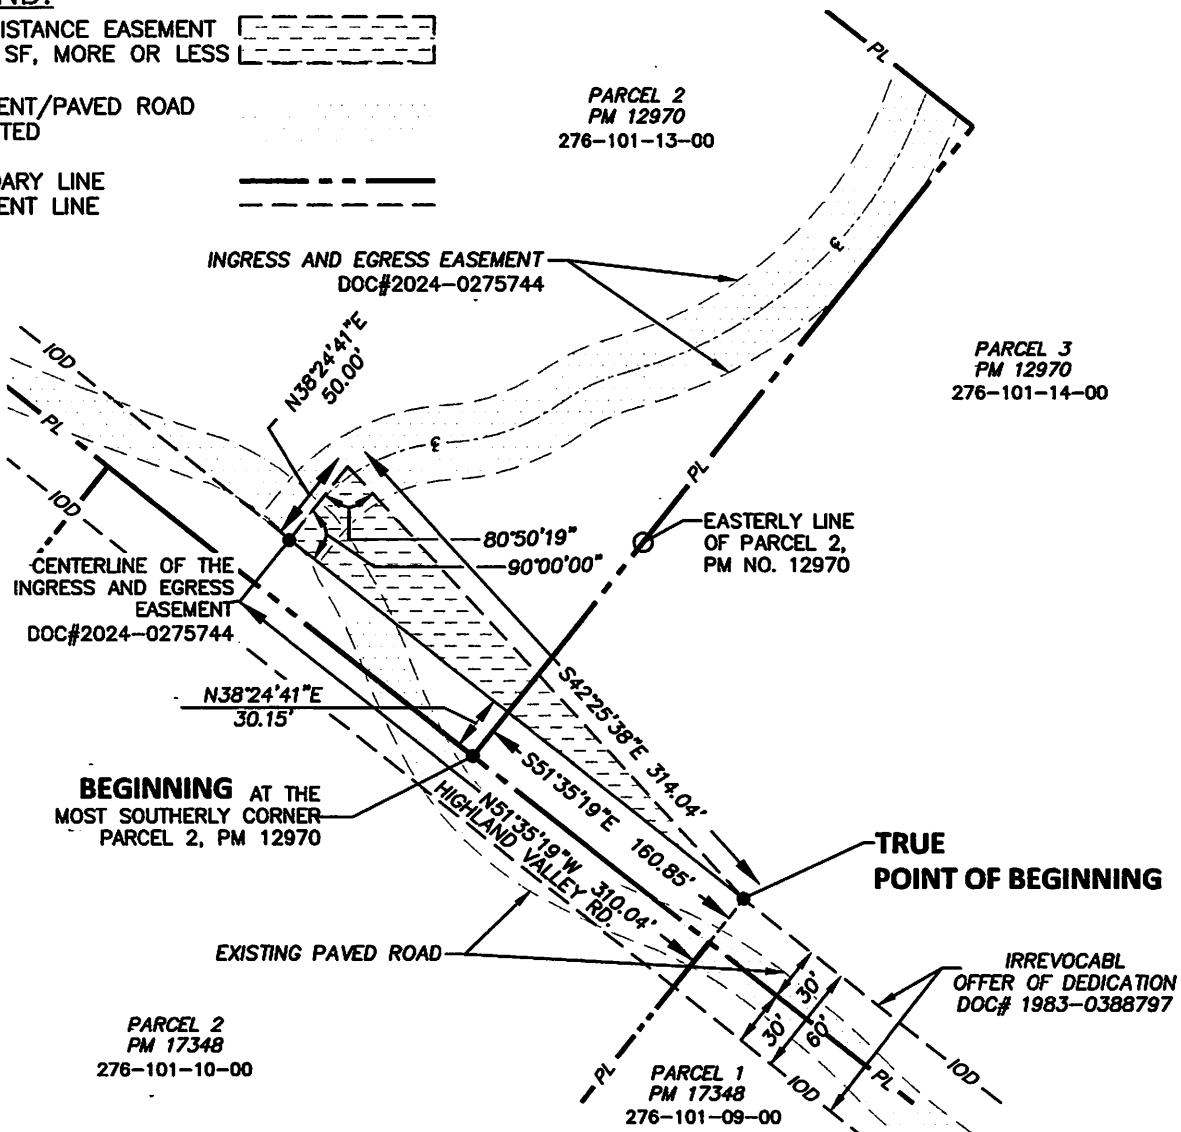 ISTANCE EASEMENT
SF, MORE OR LESS
ENT/PAVED ROAD
TED
DARY LINE
ENT LINE
PL
PARCEL 2
PM 12970
276-101-13-00
INGRESS AND EGRESS EASEMENT
DOC#2024-0275744
PARCEL 3
PM 12970
276-101-14-00
IOD
N38°24'41"E
50.00'
PL
IOD
PL
EASTERLY LINE
OF PARCEL 2,
PM NO. 12970
80°50'19"
90°00'00"
CENTERLINE OF THE
INGRESS AND EGRESS
EASEMENT
DOC#2024-0275744
N38°24'41"E
30.15'
S42°25'38"E 314.04'
S51°35'19"E 160.85'
N51°35'19"W 310.04'
HIGHLAND VALLEY RD.
BEGINNING AT THE
MOST SOUTHERLY CORNER
PARCEL 2, PM 12970
TRUE
POINT OF BEGINNING
EXISTING PAVED ROAD
30'
30'
60'
IRREVOCABL
OFFER OF DEDICATION
DOC# 1983-0388797
PARCEL 2
PM 17348
276-101-10-00
PL
PARCEL 1
PM 17348
276-101-09-00
IOD
PL
IOD